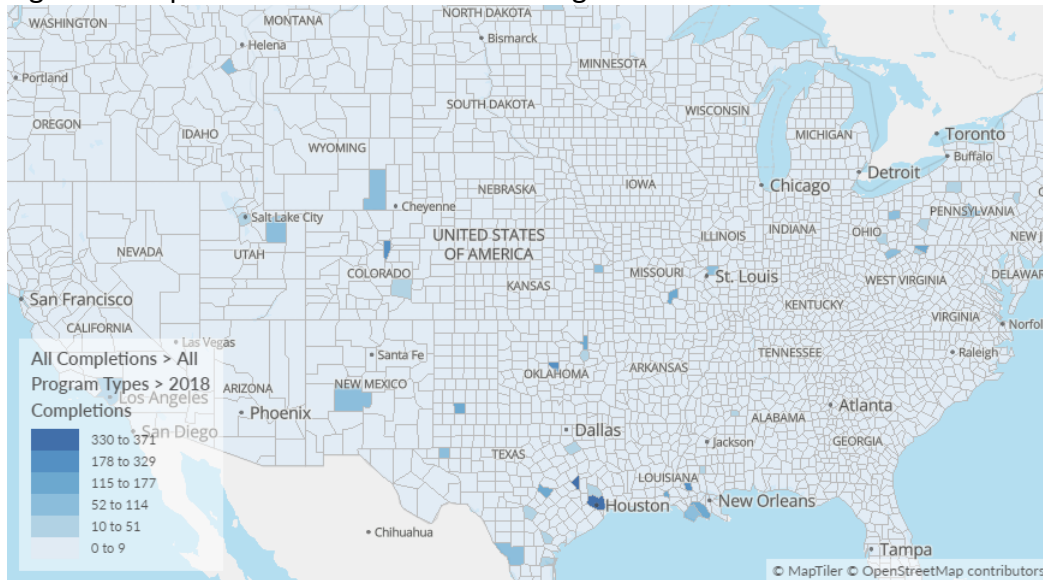 WASHINGTON
MONTANA
NORTH DAKOTA
Helena
Bismarck
MINNESOTA
Portland
SOUTH DAKOTA
WISCONSIN
OREGON
IDAHO
MICHIGAN
Toronto
WYOMING
Buffalo
Detroit
Chicago
NEBRASKA
IOWA
Cheyenne
PENNSYLVANIA
Salt Lake City
UNITED STATES
OF AMERICA
ILLINOIS
INDIANA
OHIO
NEVADA
UTAH
NEW J
COLORADO
MISSOURI
St. Louis
WEST VIRGINIA
DELAWAR
San Francisco
KANSAS
KENTUCKY
VIRGINIA
Norfol
CALIFORNIA
Las Vegas
Santa Fe
TENNESSEE
Raleigh
All Completions > All
Program Types > 2018
Completions
ARIZONA
NEW MEXICO
OKLAHOMA
ARKANSAS
Los Angeles
Phoenix
Atlanta
ALABAMA
San Diego
Dallas
Jackson
GEORGIA
330 to 371
178 to 329
115 to 177
52 to 114
10 to 51
0 to 9
TEXAS
LOUISIANA
Houston
New Orleans
Chihuahua
Tampa
© MapTiler © OpenStreetMap contributors